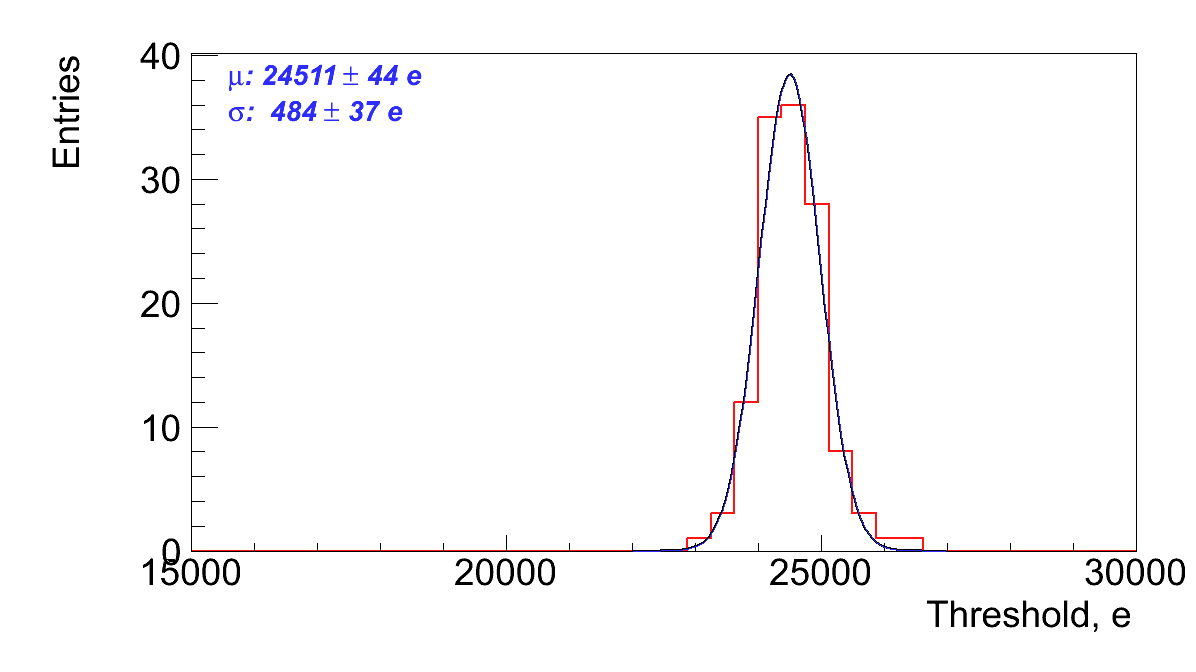 Entries
40
30
20
10
0
μ: 24511 ± 44 e
σ: 484 ± 37 e
15000 20000 25000 30000
Threshold, e